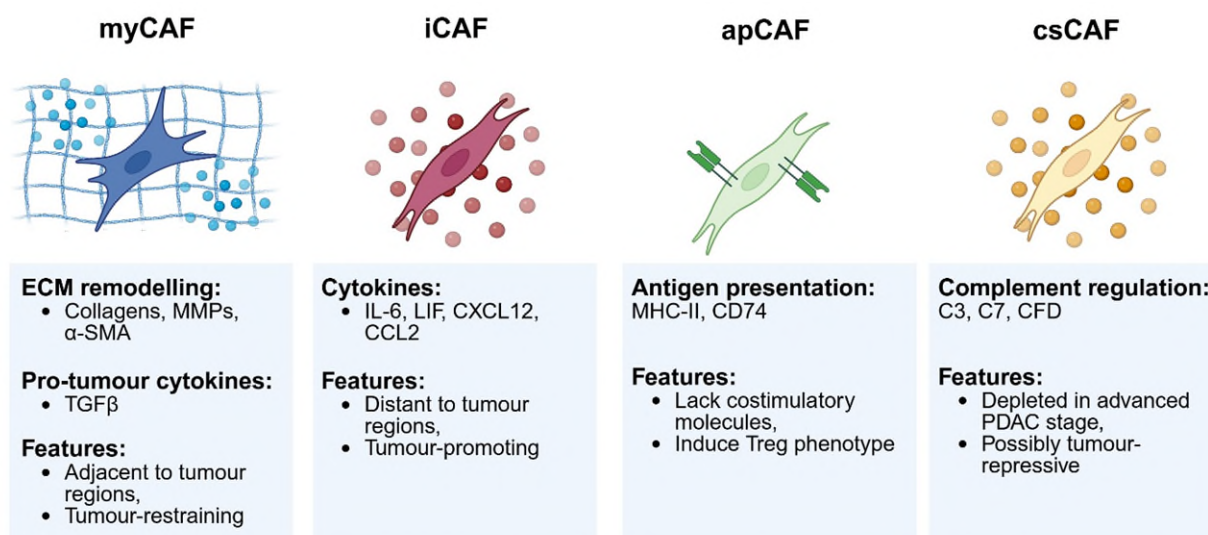 myCAF
iCAF
apCAF
csCAF
ECM remodelling:
• Collagens, MMPs,
α-SMA
Pro-tumour cytokines:
• TGFβ
Features:
• Adjacent to tumour
regions,
• Tumour-restraining
Cytokines:
• IL-6, LIF, CXCL12,
CCL2
Features:
• Distant to tumour
regions,
• Tumour-promoting
Antigen presentation:
MHC-II, CD74
Features:
• Lack costimulatory
molecules,
• Induce Treg phenotype
Complement regulation:
C3, C7, CFD
Features:
• Depleted in advanced
PDAC stage,
• Possibly tumour-
repressive